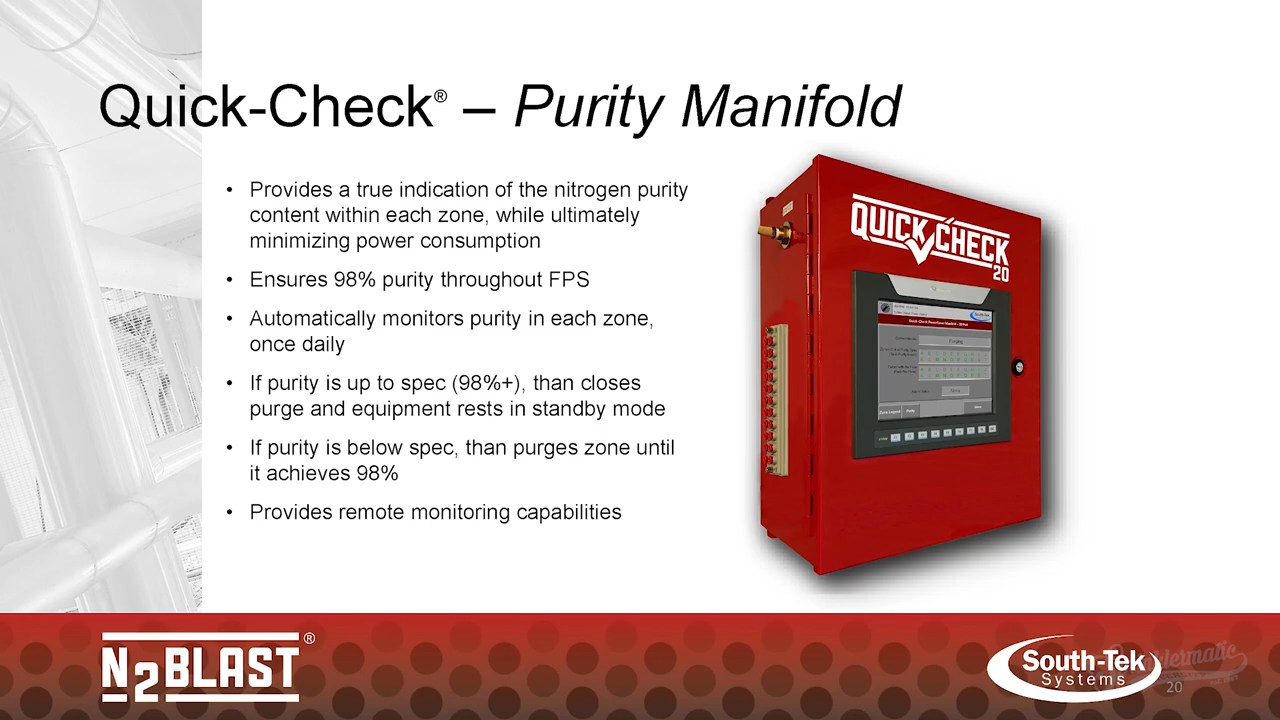 Quick-Check® – Purity Manifold
• Provides a true indication of the nitrogen purity
content within each zone, while ultimately
minimizing power consumption
• Ensures 98% purity throughout FPS
• Automatically monitors purity in each zone,
once daily
• If purity is up to spec (98%+), than closes
purge and equipment rests in standby mode
• If purity is below spec, than purges zone until
it achieves 98%
• Provides remote monitoring capabilities
QUICK CHECK
20
South-Tek
N2BLAST®
South-Tek
Systems
20